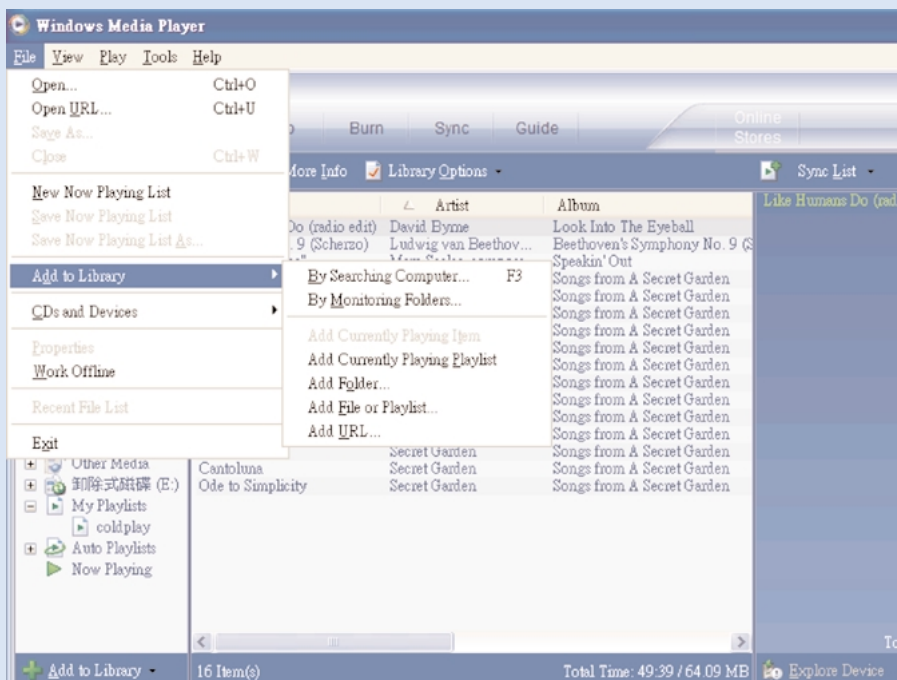 Windows Media Player
File View Play Tools Help
Open... Ctrl+O
Open URL... Ctrl+U
Save As...
Close Ctrl+W
New Now Playing List
Save Now Playing List
Save Now Playing List As...
Add to Library
CDs and Devices
Properties
Work Offline
Recent File List
Exit
By Searching Computer... F3
By Monitoring Folders...
Add Currently Playing Item
Add Currently Playing Playlist
Add Folder...
Add File or Playlist...
Add URL...
Burn Sync Guide
Online
Stores
More Info Library Options Sync List
Artist Album
Like Humans Do (rad
Do (radio edit) David Byrne Look Into The Eyeball
. 9 (Scherzo) Ludwig van Beethov... Beethoven's Symphony No. 9 (S
Speakin' Out
Songs from A Secret Garden
Songs from A Secret Garden
Songs from A Secret Garden
Songs from A Secret Garden
Songs from A Secret Garden
Songs from A Secret Garden
Songs from A Secret Garden
Songs from A Secret Garden
Songs from A Secret Garden
Songs from A Secret Garden
Secret Garden Songs from A Secret Garden
Cantoluna Secret Garden Songs from A Secret Garden
Ode to Simplicity Secret Garden Songs from A Secret Garden
Other Media
卸除式磁碟 (E:)
My Playlists
coldplay
Auto Playlists
Now Playing
To
Add to Library 16 Item(s) Total Time: 49:39 / 64.09 MB Explore Device